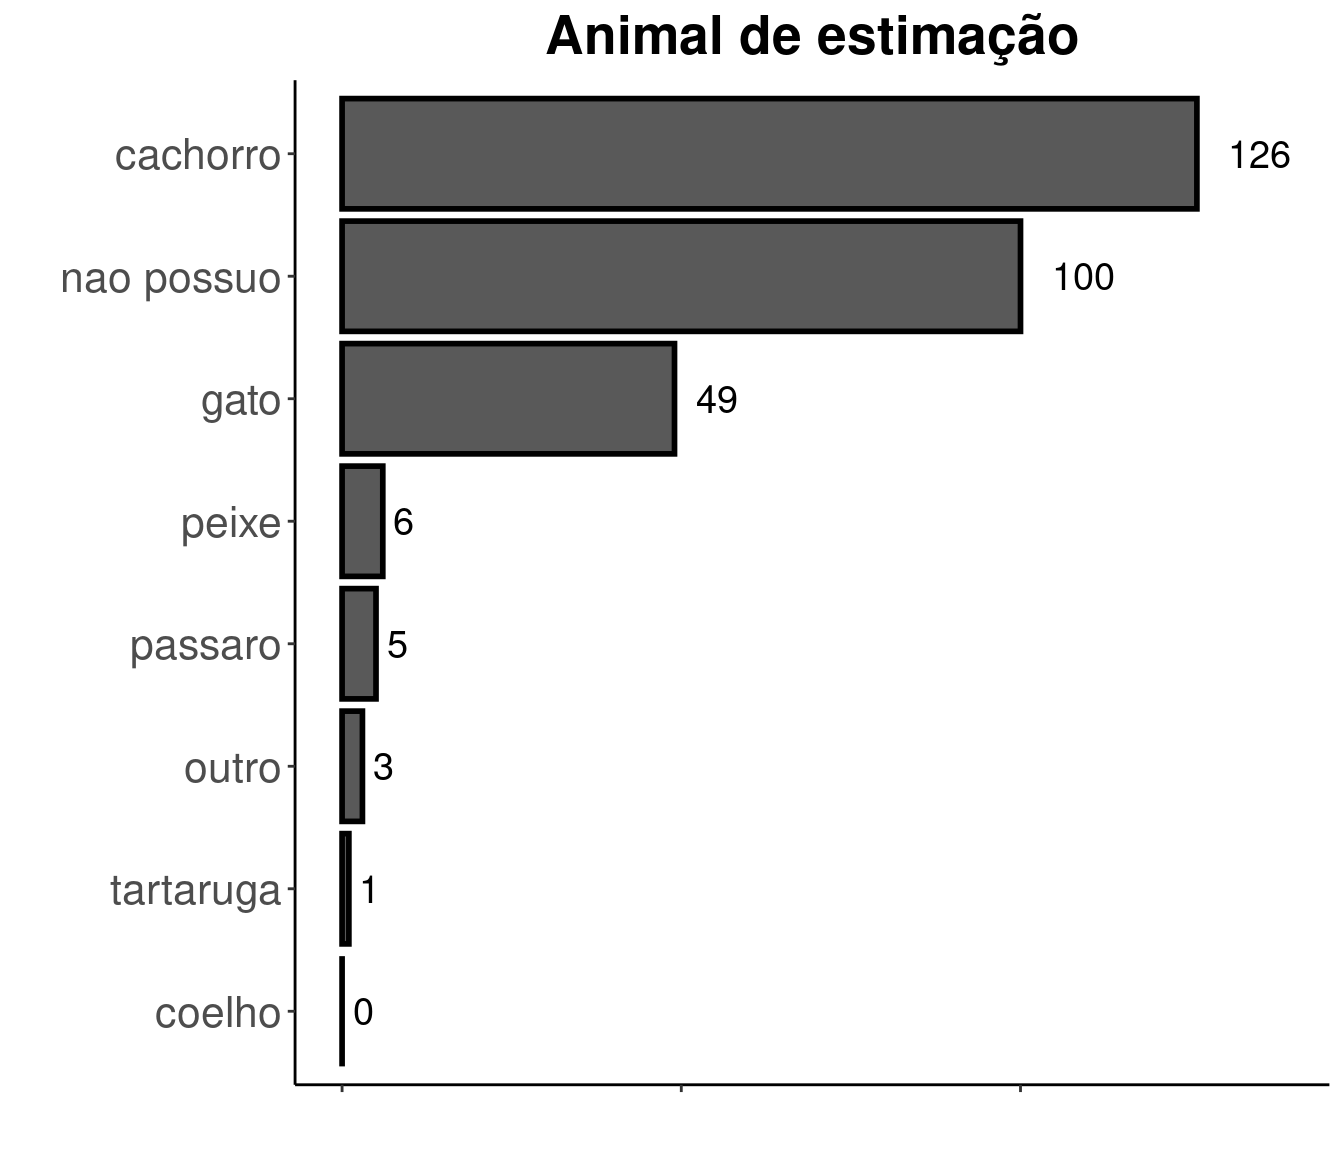 Animal de estimação
cachorro 126
nao possuo 100
gato 49
peixe 6
passaro 5
outro 3
tartaruga 1
coelho 0